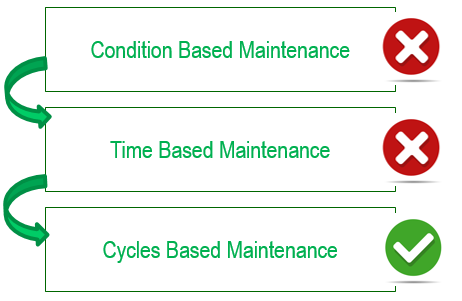 Condition Based Maintenance
Time Based Maintenance
Cycles Based Maintenance